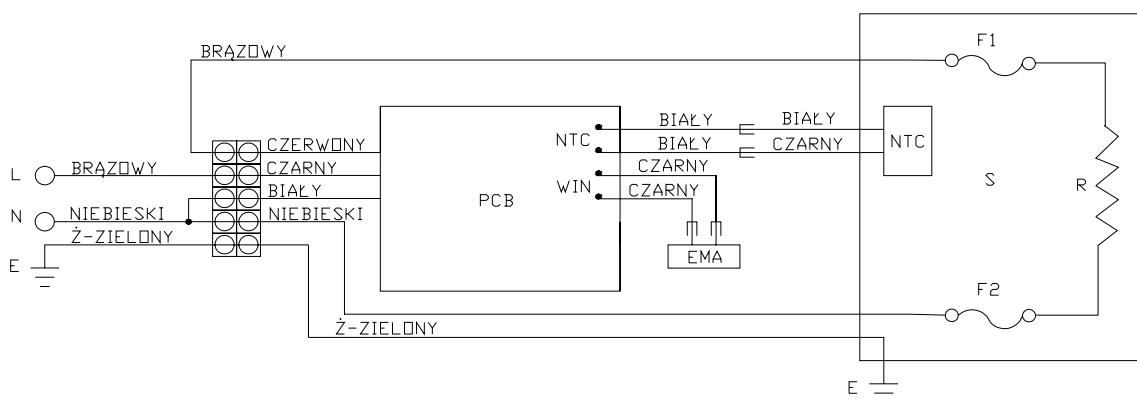 F1
BRĄZOWY
BIAŁY BIAŁY
NTC NTC
CZERWONY BIAŁY CZARNY
L BRĄZOWY CZARNY CZARNY
BIAŁY PCB WIN CZARNY S R
N NIEBIESKI NIEBIESKI
Ż-ZIELONY EMA
E
F2
Ż-ZIELONY
E